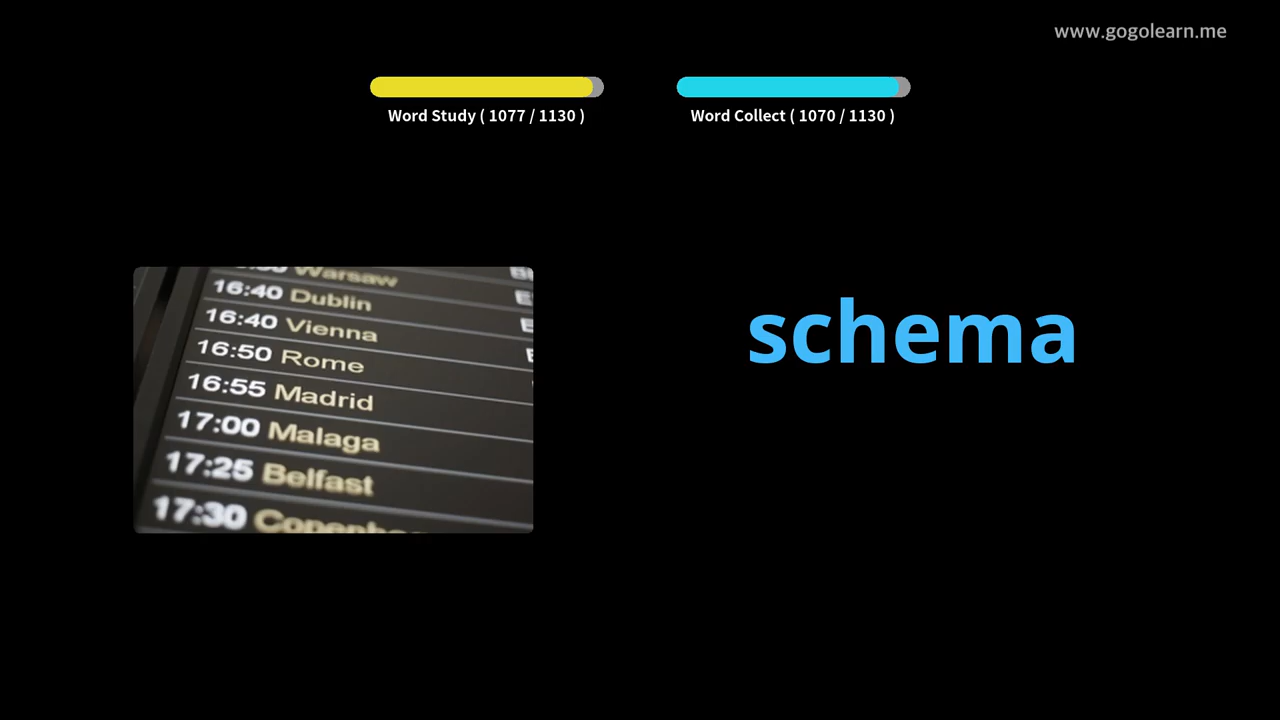 www.gogolearn.me
Word Study ( 1077 / 1130 )
Word Collect ( 1070 / 1130 )
Warsaw
16:40 Dublin
16:40 Vienna
16:50 Rome
16:55 Madrid
17:00 Malaga
17:25 Belfast
17:30
schema